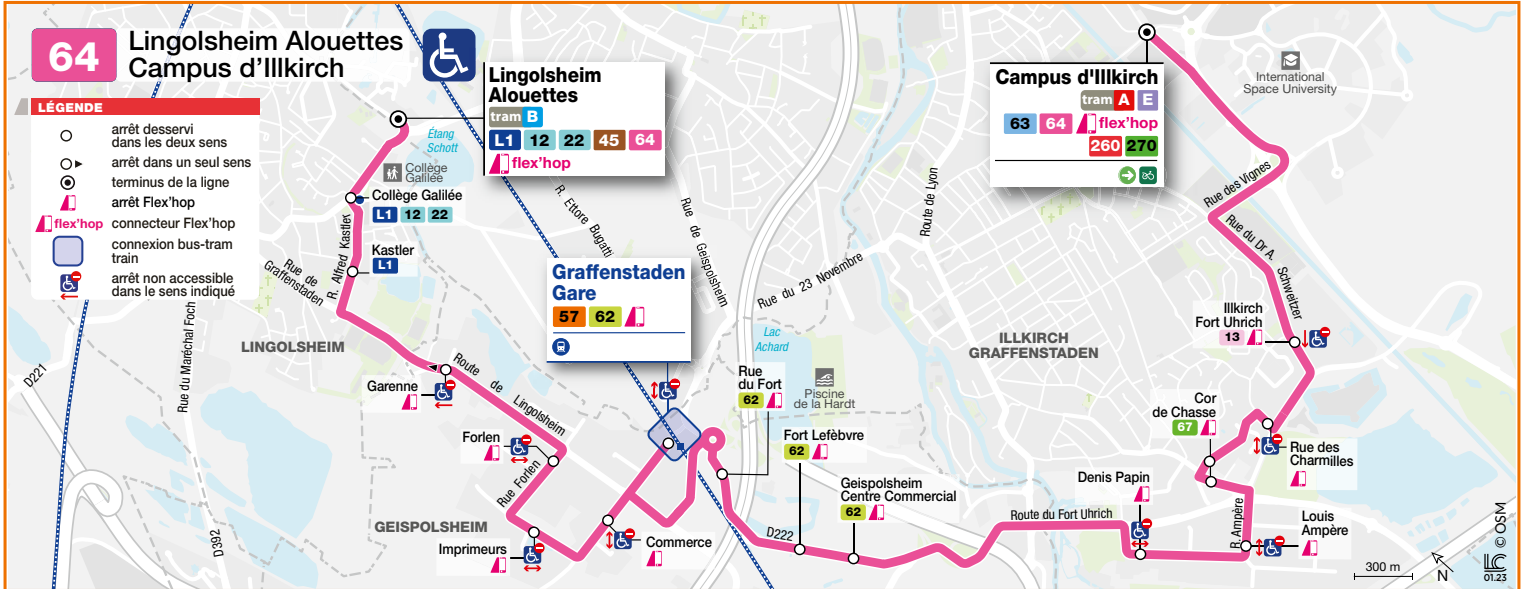 64
Lingolsheim Alouettes
Campus d'Illkirch
LÉGENDE
arrêt desservi
dans les deux sens
arrêt dans un seul sens
terminus de la ligne
arrêt Flex'hop
flex'hop connecteur Flex'hop
connexion bus-tram
train
arrêt non accessible
dans le sens indiqué
Lingolsheim
Alouettes
tram B
L1 12 22 45 64
flex'hop
Étang
Schott
Collège
Galilée
Collège Galilée
L1 12 22
Kastler
L1
R. Alfred Kastler
Rue de
Graffenstaden
LINGOLSHEIM
Rue du Maréchal Foch
D221
D392
Garenne
Route de
Lingolsheim
Forlen
Rue Forlen
GEISPOLSHEIM
Imprimeurs
Commerce
R. Ettore Bugatti
Rue de Geispolsheim
Graffenstaden
Gare
57 62
Rue du 23 Novembre
Route de Lyon
Lac
Achard
Piscine
de la Hardt
Rue
du Fort
62
Fort Lefèbvre
62
Geispolsheim
Centre Commercial
62
D222
Route du Fort Uhrich
Denis Papin
R. Ampère
Louis
Ampère
Cor
de Chasse
67
Rue des
Charmilles
Illkirch
Fort Uhrich
13
ILLKIRCH
GRAFFENSTADEN
Rue du Dr A. Schweitzer
Rue des Vignes
Campus d'Illkirch
tram A E
63 64 flex'hop
260 270
International
Space University
300 m
N
© OSM
LC
01.23